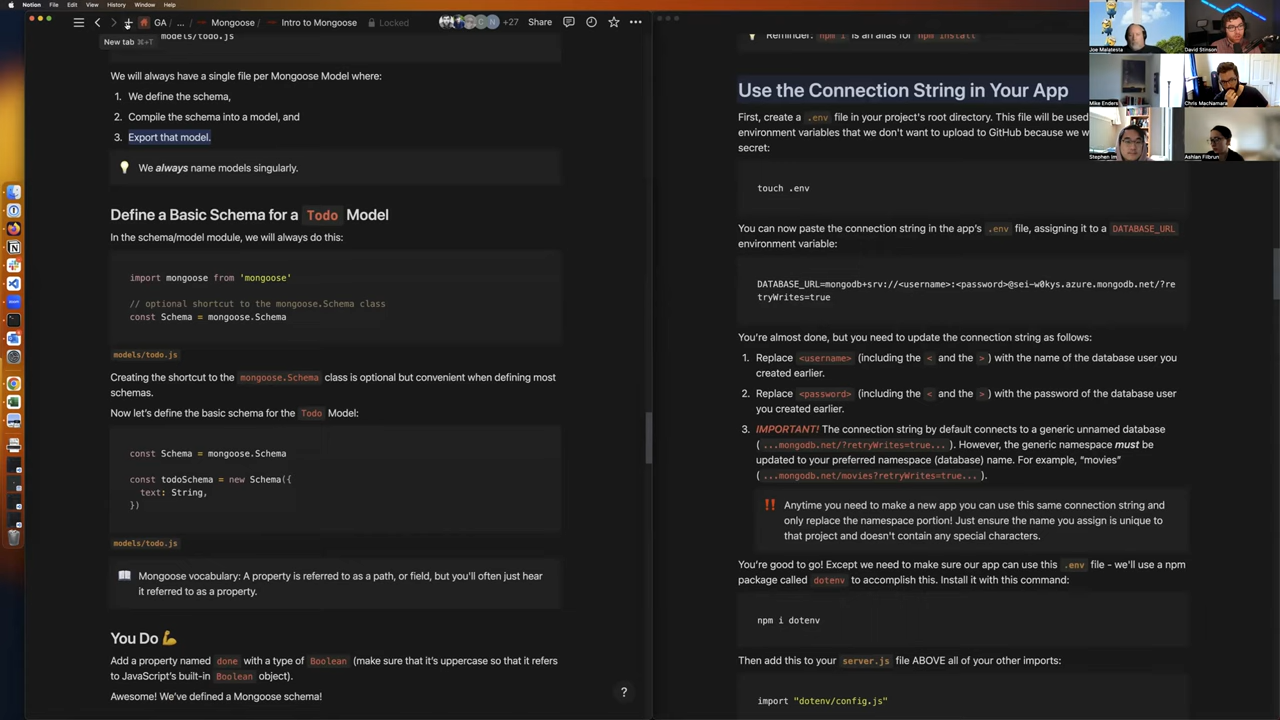 Notion File Edit View History Window Help
GA / ... / Mongoose / Intro to Mongoose Locked +27 Share
New tab ⌘+T
models/todo.js
We will always have a single file per Mongoose Model where:
1. We define the schema,
2. Compile the schema into a model, and
3. Export that model.
We always name models singularly.
Define a Basic Schema for a Todo Model
In the schema/model module, we will always do this:
import mongoose from 'mongoose'
// optional shortcut to the mongoose.Schema class
const Schema = mongoose.Schema
models/todo.js
Creating the shortcut to the mongoose.Schema class is optional but convenient when defining most
schemas.
Now let's define the basic schema for the Todo Model:
const Schema = mongoose.Schema
const todoSchema = new Schema({
text: String,
})
models/todo.js
Mongoose vocabulary: A property is referred to as a path, or field, but you'll often just hear
it referred to as a property.
You Do
Add a property named done with a type of Boolean (make sure that it's uppercase so that it refers
to JavaScript's built-in Boolean object).
Awesome! We've defined a Mongoose schema!
?
Reminder: npm i is an alias for npm install
Use the Connection String in Your App
First, create a .env file in your project's root directory. This file will be used
environment variables that we don't want to upload to GitHub because we w
secret:
touch .env
You can now paste the connection string in the app's .env file, assigning it to a DATABASE_URL
environment variable:
DATABASE_URL=mongodb+srv://<username>:<password>@sei-w0kys.azure.mongodb.net/?re
tryWrites=true
You're almost done, but you need to update the connection string as follows:
1. Replace <username> (including the < and the > ) with the name of the database user you
created earlier.
2. Replace <password> (including the < and the > ) with the password of the database user
you created earlier.
3. IMPORTANT! The connection string by default connects to a generic unnamed database
( ...mongodb.net/?retryWrites=true... ). However, the generic namespace must be
updated to your preferred namespace (database) name. For example, "movies"
( ...mongodb.net/movies?retryWrites=true... ).
Anytime you need to make a new app you can use this same connection string and
only replace the namespace portion! Just ensure the name you assign is unique to
that project and doesn't contain any special characters.
You're good to go! Except we need to make sure our app can use this .env file - we'll use a npm
package called dotenv to accomplish this. Install it with this command:
npm i dotenv
Then add this to your server.js file ABOVE all of your other imports:
import "dotenv/config.js"
Joe Malatesta
David Stinson
Mike Enders
Chris MacNamara
Stephen Im
Ashlan Filbrun